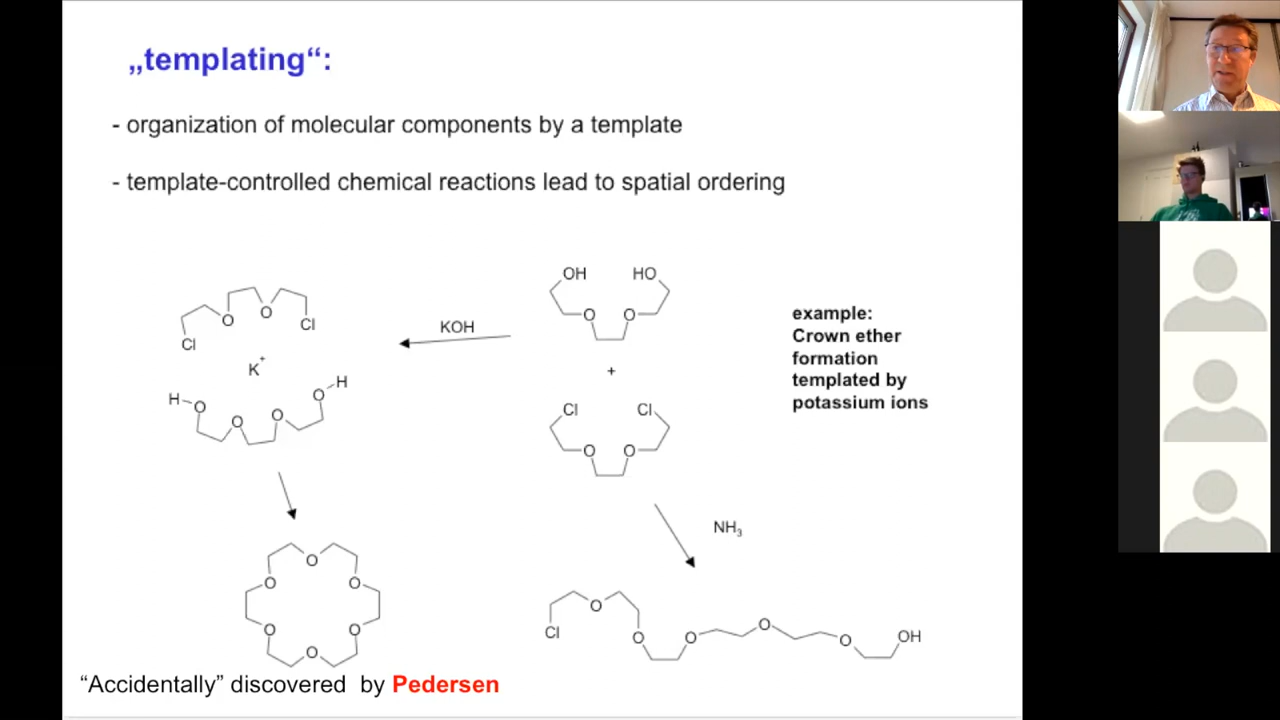 „templating“:
- organization of molecular components by a template
- template-controlled chemical reactions lead to spatial ordering
OH HO
O O
+
Cl Cl
O O
KOH
O O
Cl Cl
K+
H-O O-H
O O
example:
Crown ether
formation
templated by
potassium ions
NH3
O
O O
O O
O
Cl O O O O O OH
“Accidentally” discovered by Pedersen